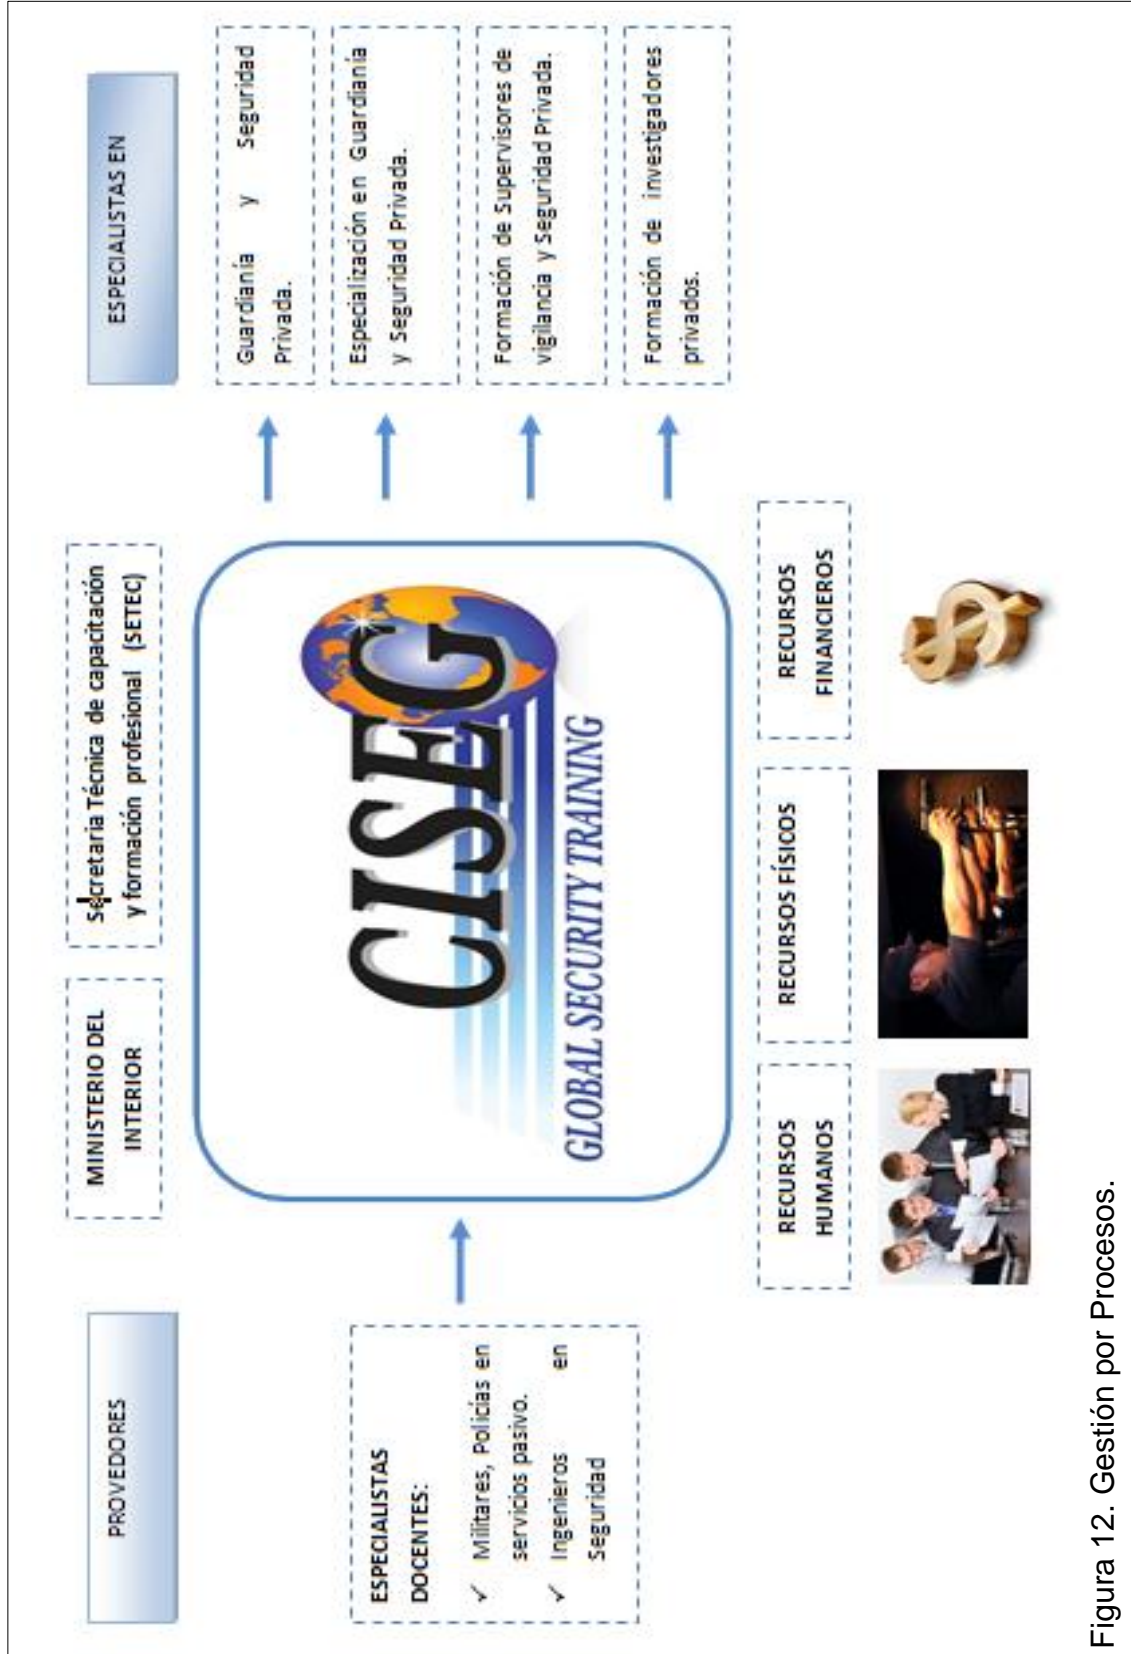 PROVEDORES
ESPECIALISTAS
DOCENTES:
✓ Militares, Policías en
servicios pasivo.
✓ Ingenieros en
Seguridad
MINISTERIO DEL
INTERIOR
Secretaria Técnica de capacitación
y formación profesional (SETEC)
CISEG
GLOBAL SECURITY TRAINING
RECURSOS
HUMANOS
RECURSOS FÍSICOS
RECURSOS
FINANCIEROS
ESPECIALISTAS EN
Guardianía y Seguridad
Privada.
Especialización en Guardianía
y Seguridad Privada.
Formación de Supervisores de
vigilancia y Seguridad Privada.
Formación de investigadores
privados.
Figura 12. Gestión por Procesos.